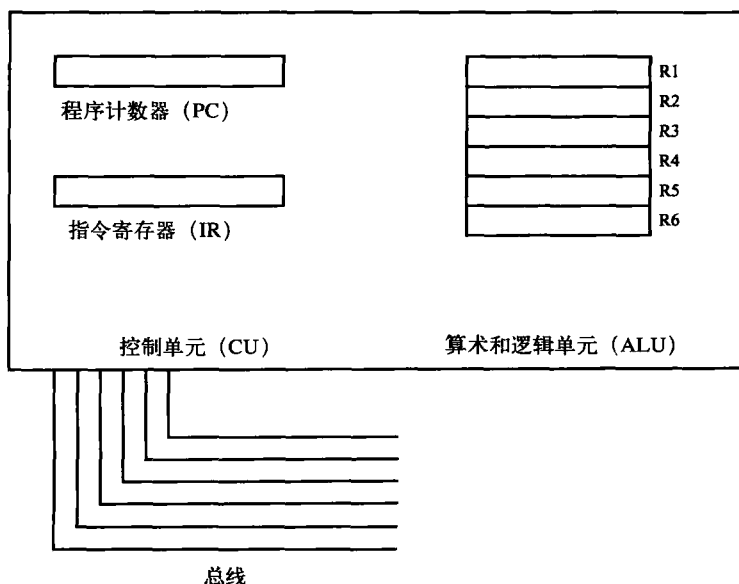 程序计数器（PC）
指令寄存器（IR）
R1
R2
R3
R4
R5
R6
控制单元（CU）
算术和逻辑单元（ALU）
总线